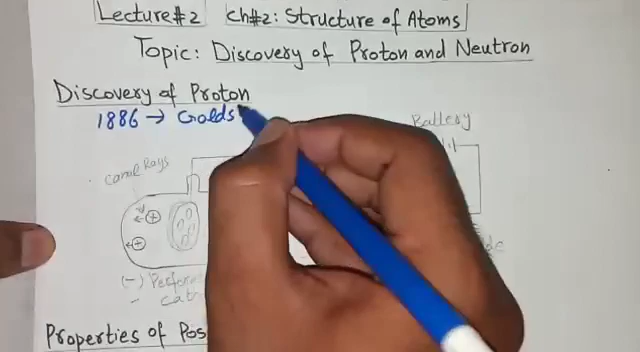 Lecture#2 Ch#2: Structure of Atoms
Topic: Discovery of Proton and Neutron
Discovery of Proton
1886 → Golds
Battery
Canal Rays
+
+
(-)
Properties of Pos